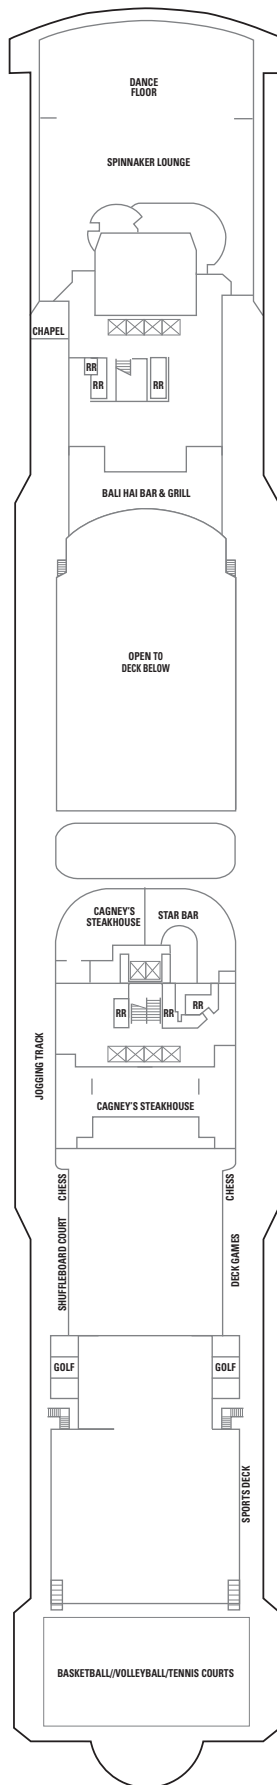 DANCE
FLOOR
SPINNAKER LOUNGE
CHAPEL
RR
RR
RR
BALI HAI BAR & GRILL
OPEN TO
DECK BELOW
CAGNEY'S
STEAKHOUSE
STAR BAR
RR
RR
RR
JOGGING TRACK
CAGNEY'S STEAKHOUSE
CHESS
CHESS
SHUFFLEBOARD COURT
DECK GAMES
GOLF
GOLF
SPORTS DECK
BASKETBALL//VOLLEYBALL/TENNIS COURTS